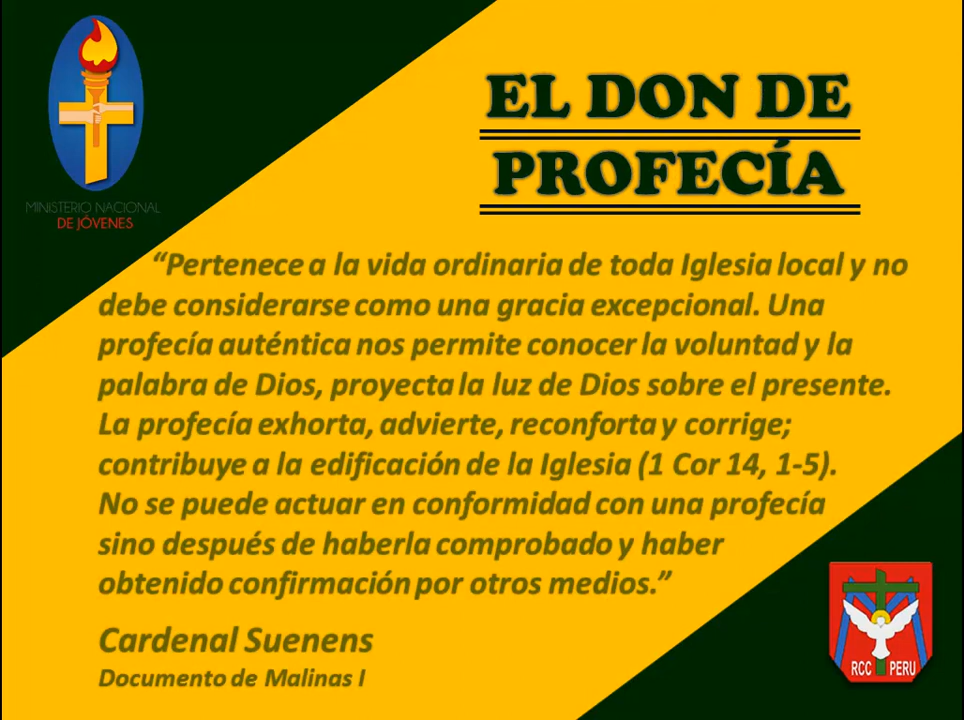 MINISTERIO NACIONAL
DE JÓVENES
EL DON DE
PROFECÍA
“Pertenece a la vida ordinaria de toda Iglesia local y no
debe considerarse como una gracia excepcional. Una
profecía auténtica nos permite conocer la voluntad y la
palabra de Dios, proyecta la luz de Dios sobre el presente.
La profecía exhorta, advierte, reconforta y corrige;
contribuye a la edificación de la Iglesia (1 Cor 14, 1-5).
No se puede actuar en conformidad con una profecía
sino después de haberla comprobado y haber
obtenido confirmación por otros medios.”
Cardenal Suenens
Documento de Malinas I
RCC PERU